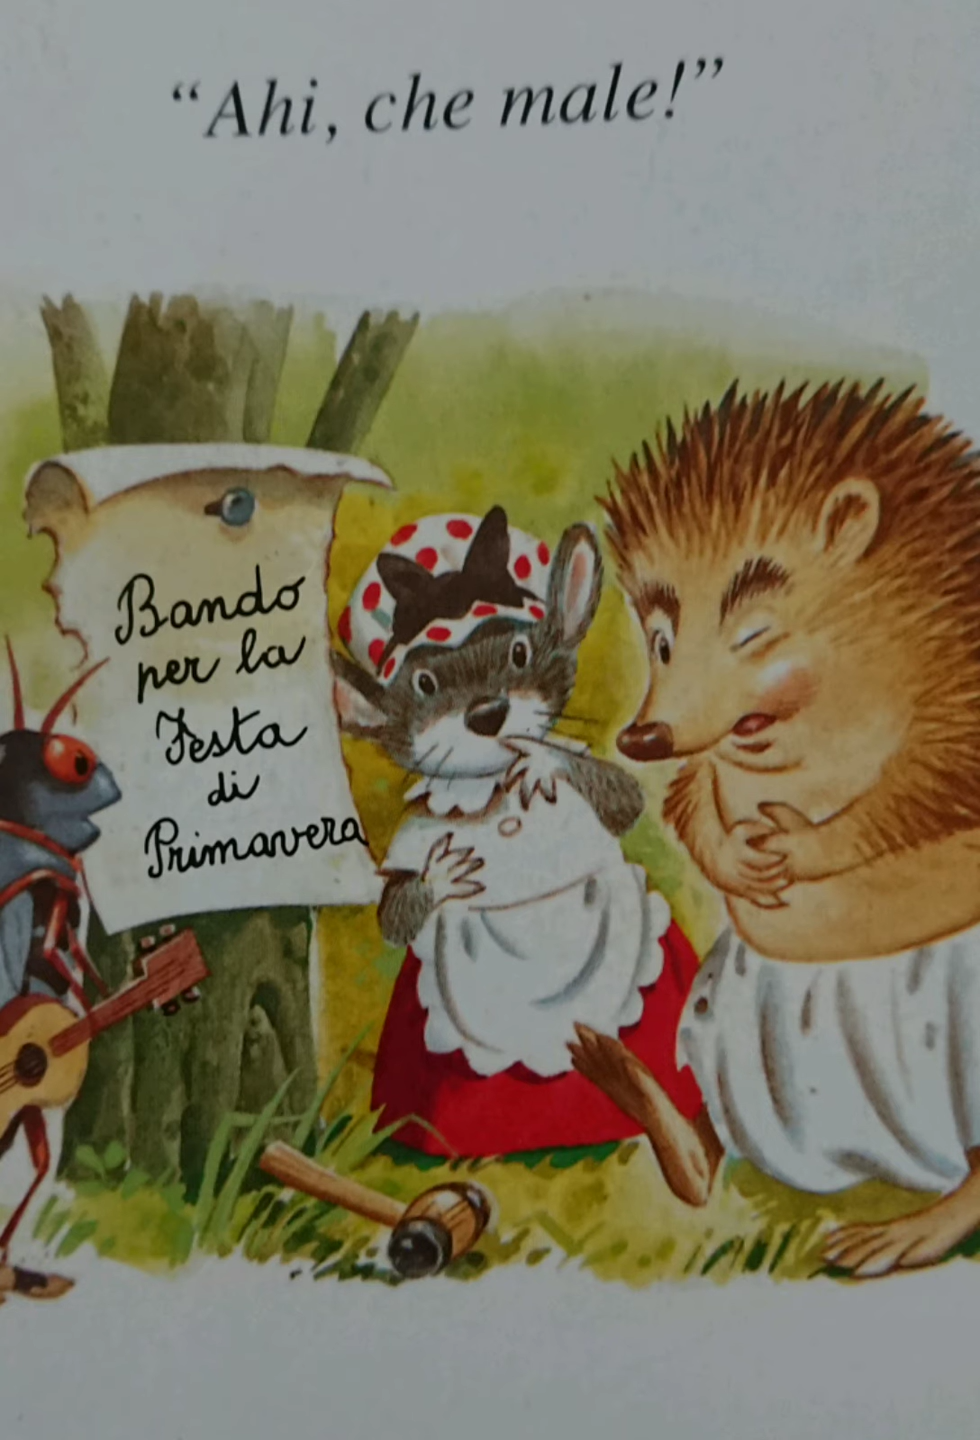 “Ahi, che male!”
Bando
per la
Festa
di
Primavera